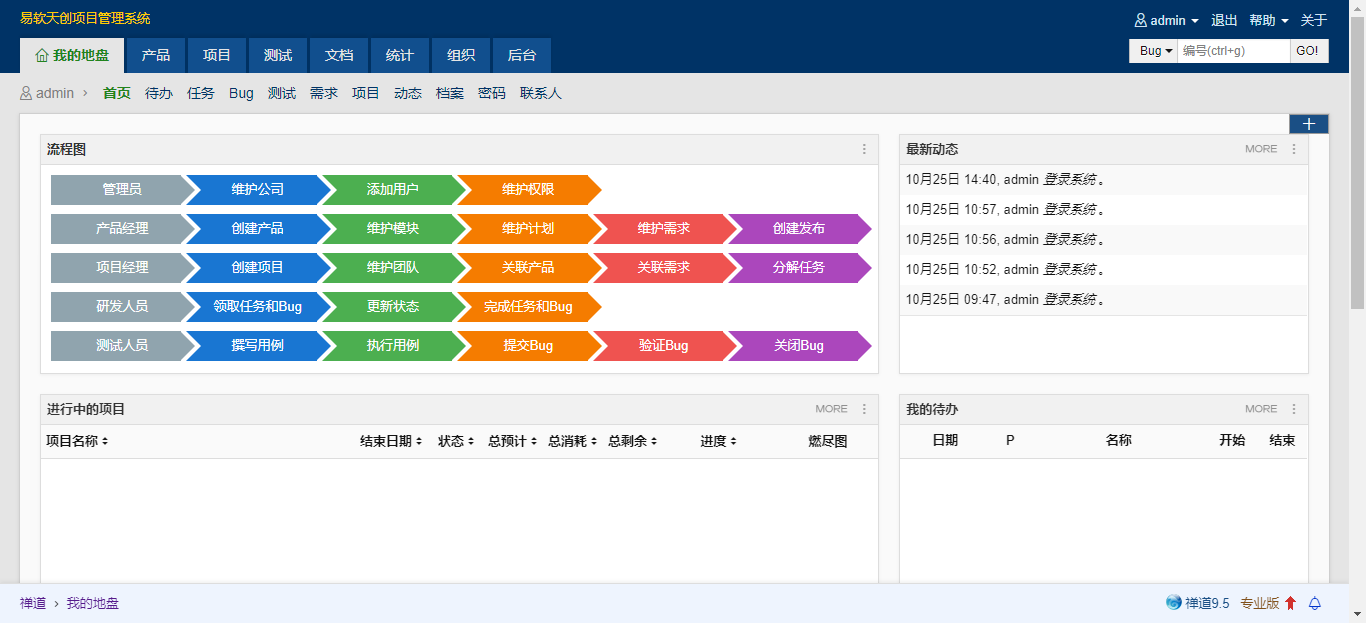 易软天创项目管理系统
admin 退出 帮助 关于
我的地盘 产品 项目 测试 文档 统计 组织 后台
Bug 编号(ctrl+g) GO!
admin › 首页 待办 任务 Bug 测试 需求 项目 动态 档案 密码 联系人
流程图
管理员 维护公司 添加用户 维护权限
产品经理 创建产品 维护模块 维护计划 维护需求 创建发布
项目经理 创建项目 维护团队 关联产品 关联需求 分解任务
研发人员 领取任务和Bug 更新状态 完成任务和Bug
测试人员 撰写用例 执行用例 提交Bug 验证Bug 关闭Bug
最新动态 MORE
10月25日 14:40, admin 登录系统 。
10月25日 10:57, admin 登录系统 。
10月25日 10:56, admin 登录系统 。
10月25日 10:52, admin 登录系统 。
10月25日 09:47, admin 登录系统 。
进行中的项目 MORE
项目名称 结束日期 状态 总预计 总消耗 总剩余 进度 燃尽图
我的待办 MORE
日期 P 名称 开始 结束
禅道 › 我的地盘
禅道9.5 专业版